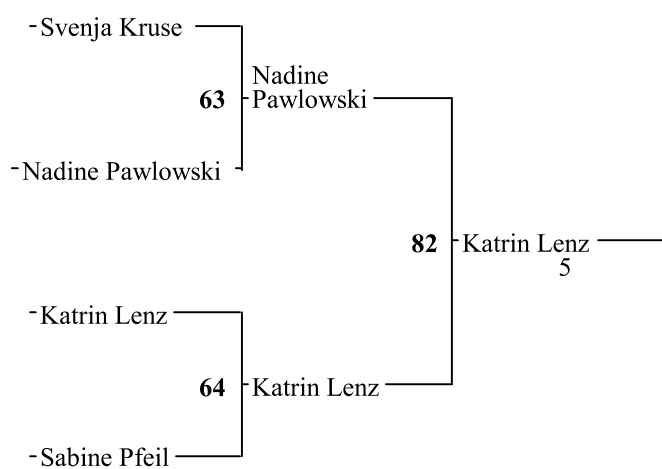 -Svenja Kruse
Nadine
63 -Pawlowski
-Nadine Pawlowski
82 -Katrin Lenz
5
-Katrin Lenz
64 -Katrin Lenz
-Sabine Pfeil